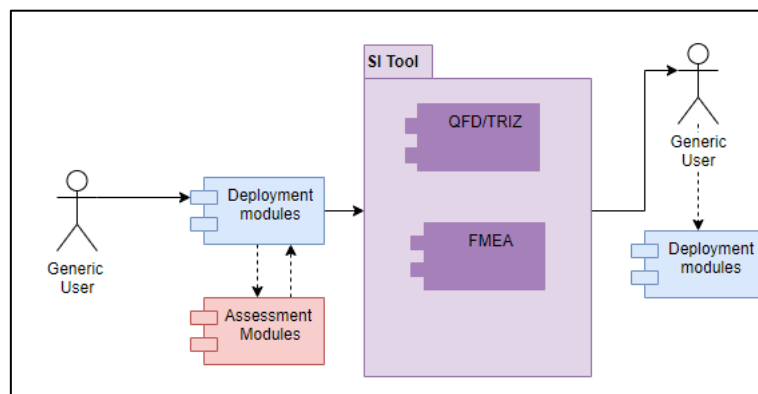 SI Tool
QFD/TRIZ
FMEA
Generic
User
Deployment
modules
Assessment
Modules
Generic
User
Deployment
modules